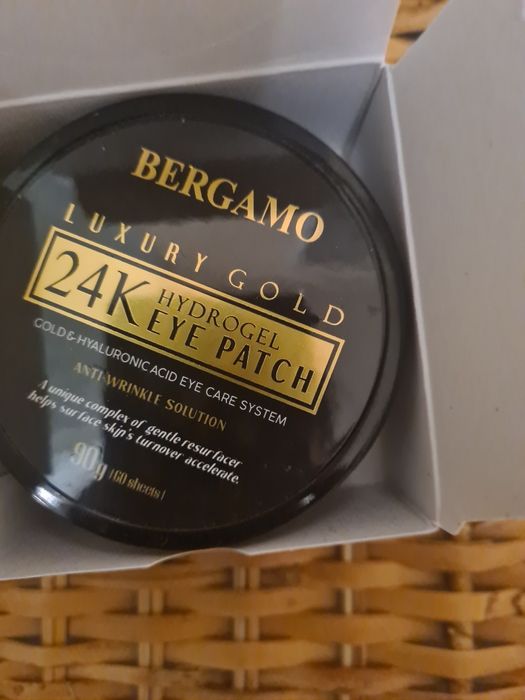 BERGAMO
LUXURY GOLD
24K HYDROGEL
EYE PATCH
GOLD & HYALURONIC ACID EYE CARE SYSTEM
ANTI-WRINKLE SOLUTION
A unique complex of gentle resurfacer
helps surface skin's turnover accelerate.
90g |60 sheets|